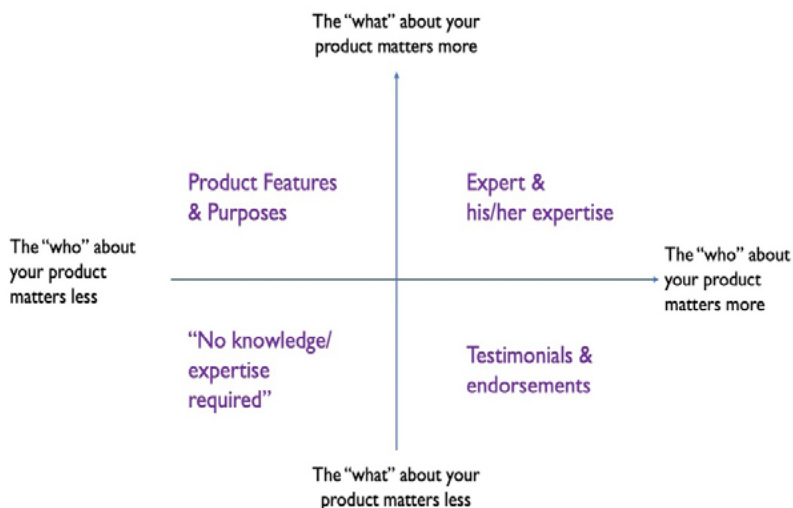 The “what” about your
product matters more
Product Features
& Purposes
Expert &
his/her expertise
The “who” about
your product
matters less
The “who” about
your product
matters more
“No knowledge/
expertise
required”
Testimonials &
endorsements
The “what” about your
product matters less